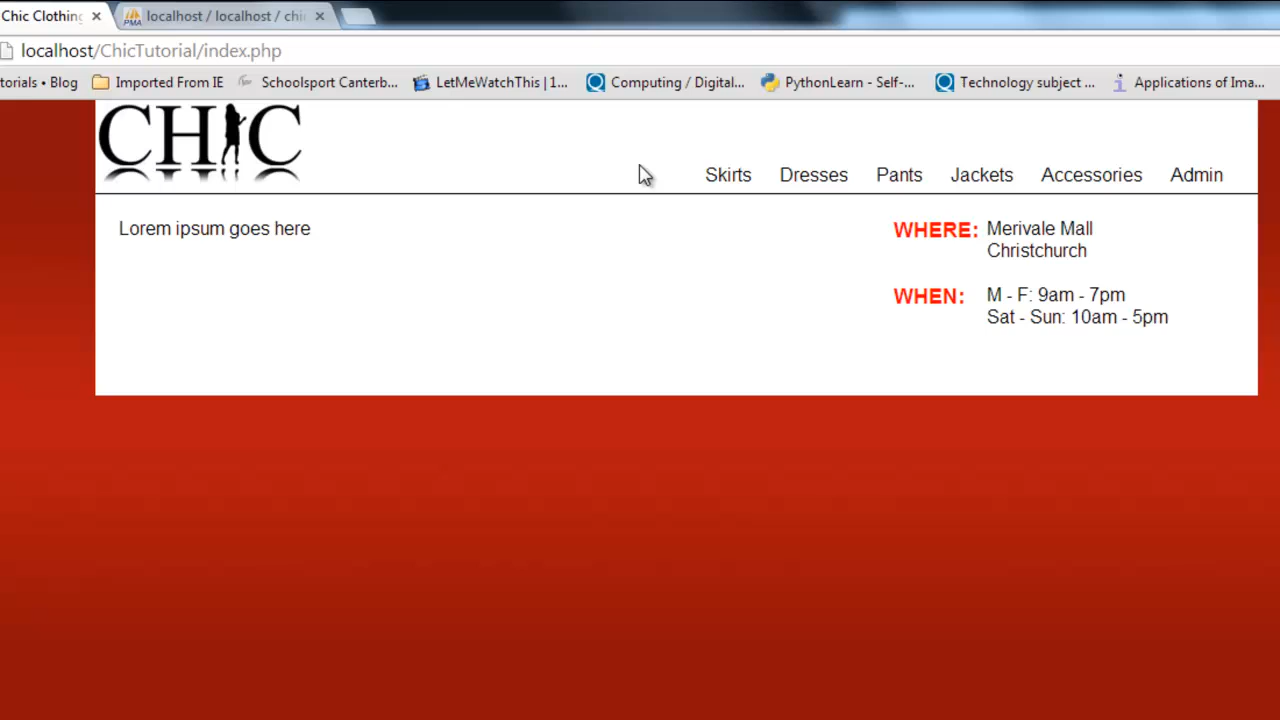 Chic Clothing
localhost / localhost / chi
localhost/ChicTutorial/index.php
torials • Blog Imported From IE Schoolsport Canterb... LetMeWatchThis | 1... Computing / Digital... PythonLearn - Self-... Technology subject ... Applications of Ima...
CHIC
Skirts Dresses Pants Jackets Accessories Admin
Lorem ipsum goes here
WHERE: Merivale Mall
Christchurch
WHEN: M - F: 9am - 7pm
Sat - Sun: 10am - 5pm